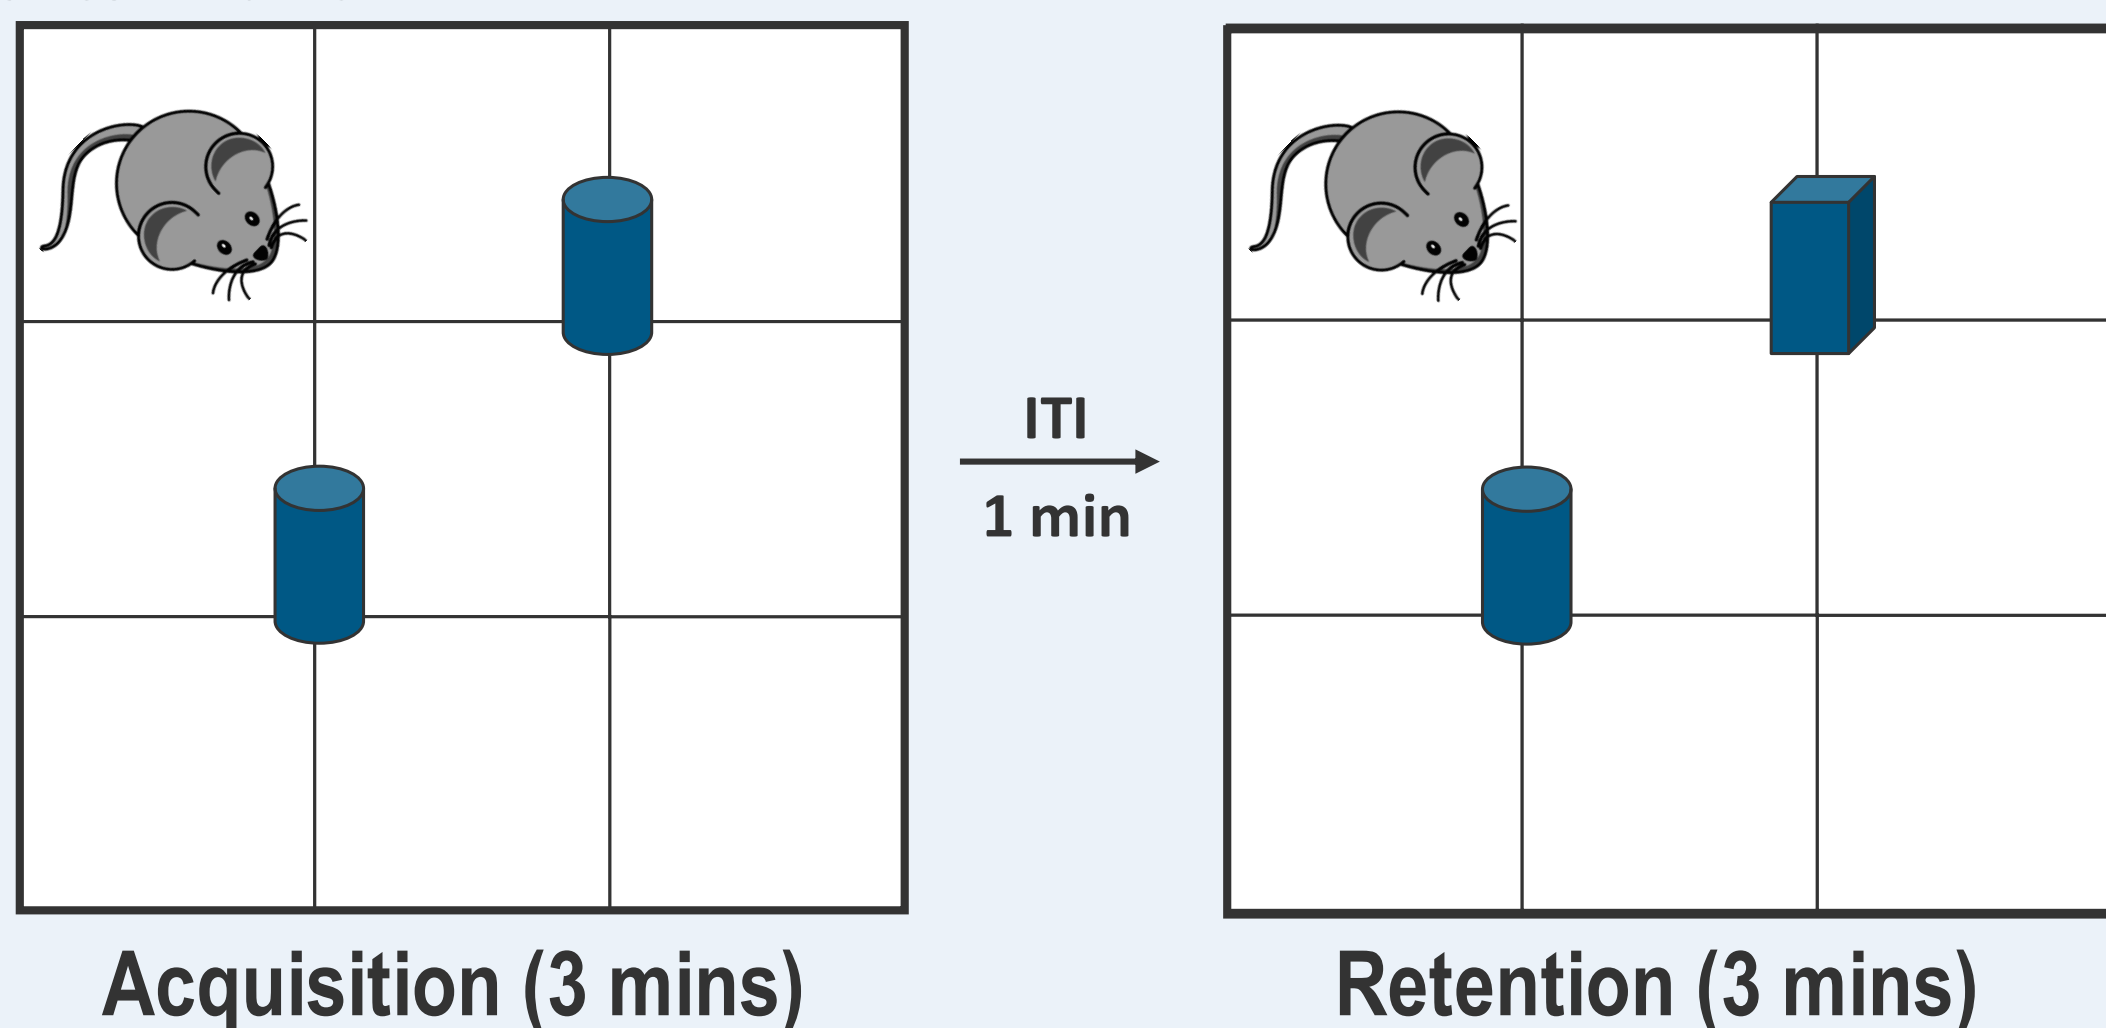 ITI
1 min
Acquisition (3 mins)
Retention (3 mins)